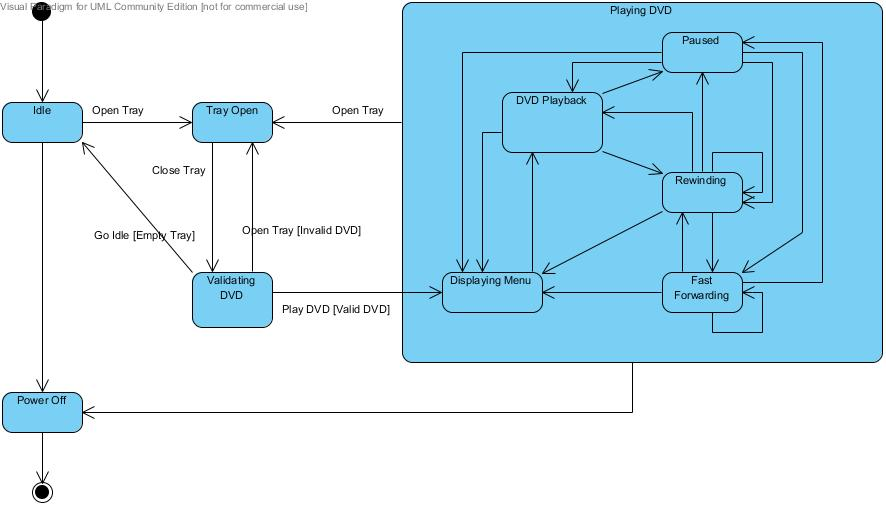 Visual Paradigm for UML Community Edition [not for commercial use]
Playing DVD
Paused
DVD Playback
Idle
Open Tray
Tray Open
Open Tray
Close Tray
Rewinding
Go Idle [Empty Tray]
Open Tray [Invalid DVD]
Validating
DVD
Displaying Menu
Fast
Forwarding
Play DVD [Valid DVD]
Power Off